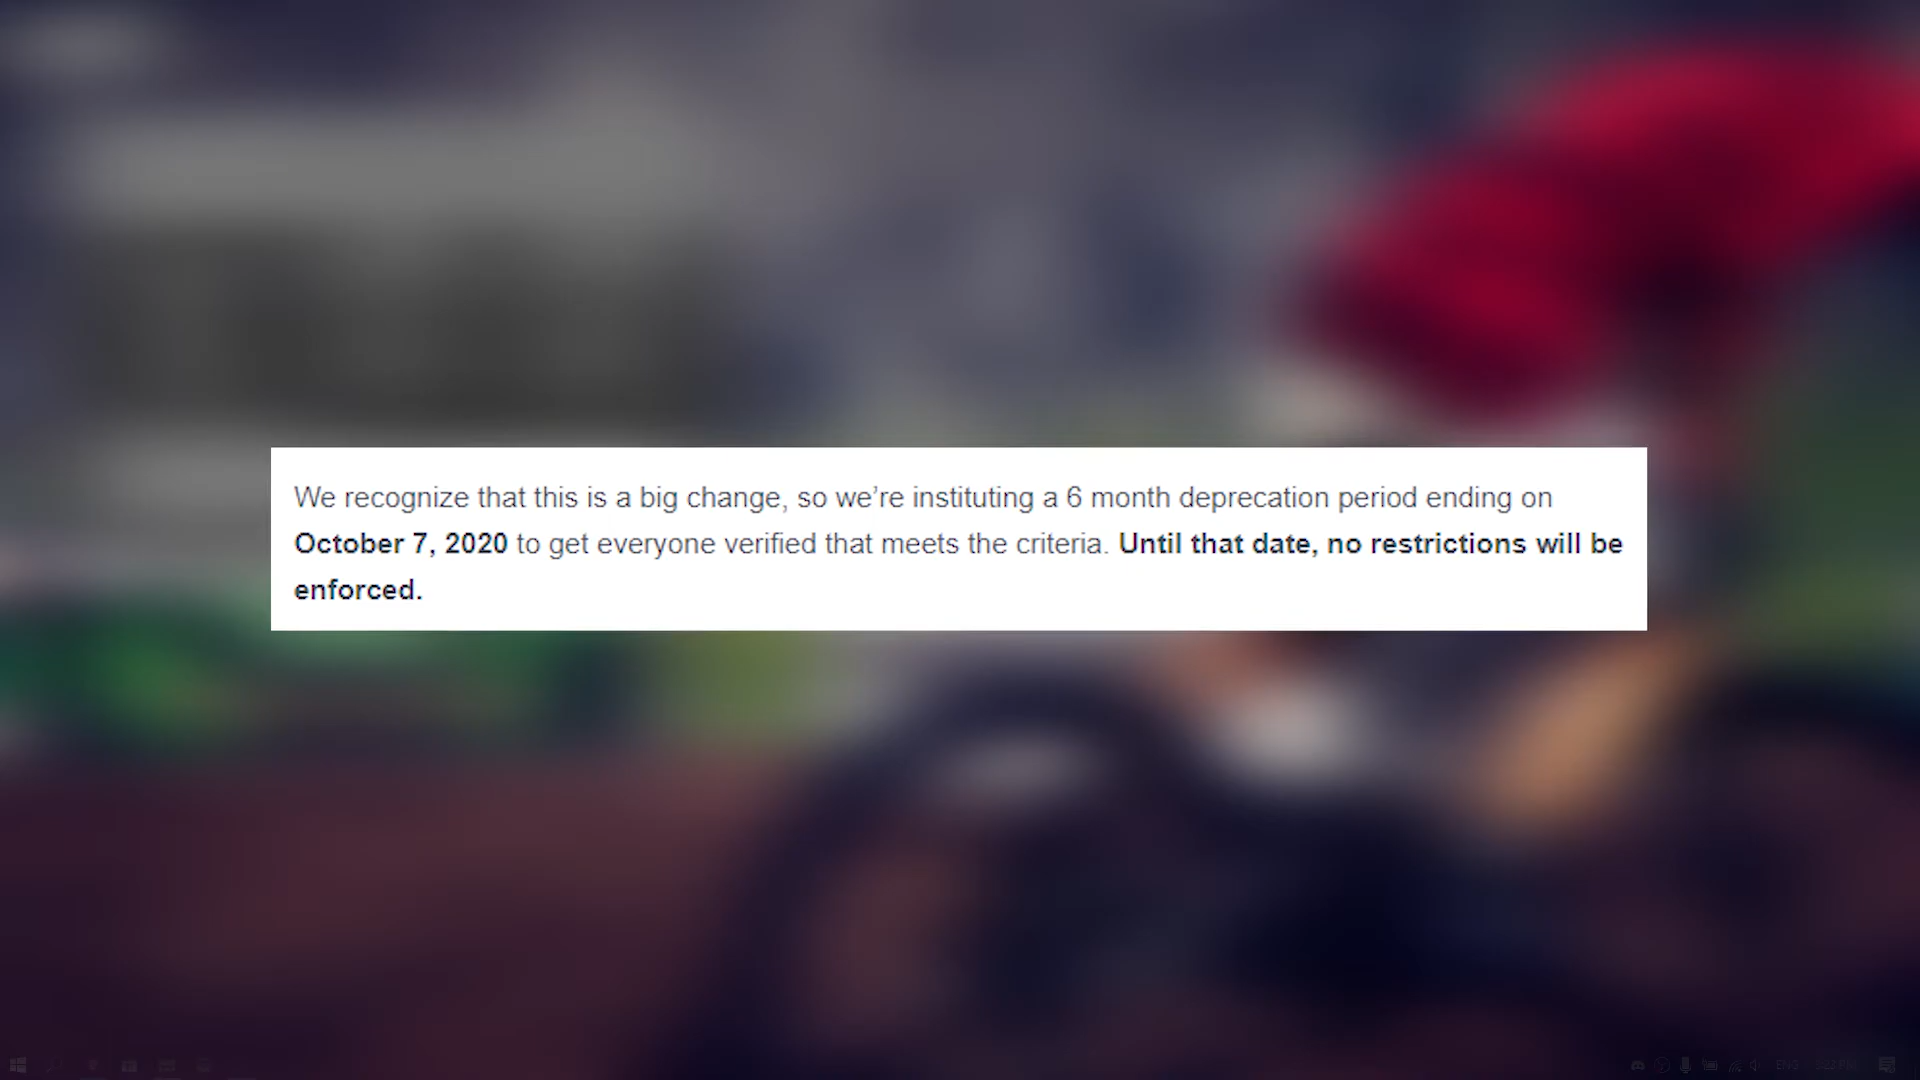 We recognize that this is a big change, so we’re instituting a 6 month deprecation period ending on
October 7, 2020 to get everyone verified that meets the criteria. Until that date, no restrictions will be
enforced.
ENG